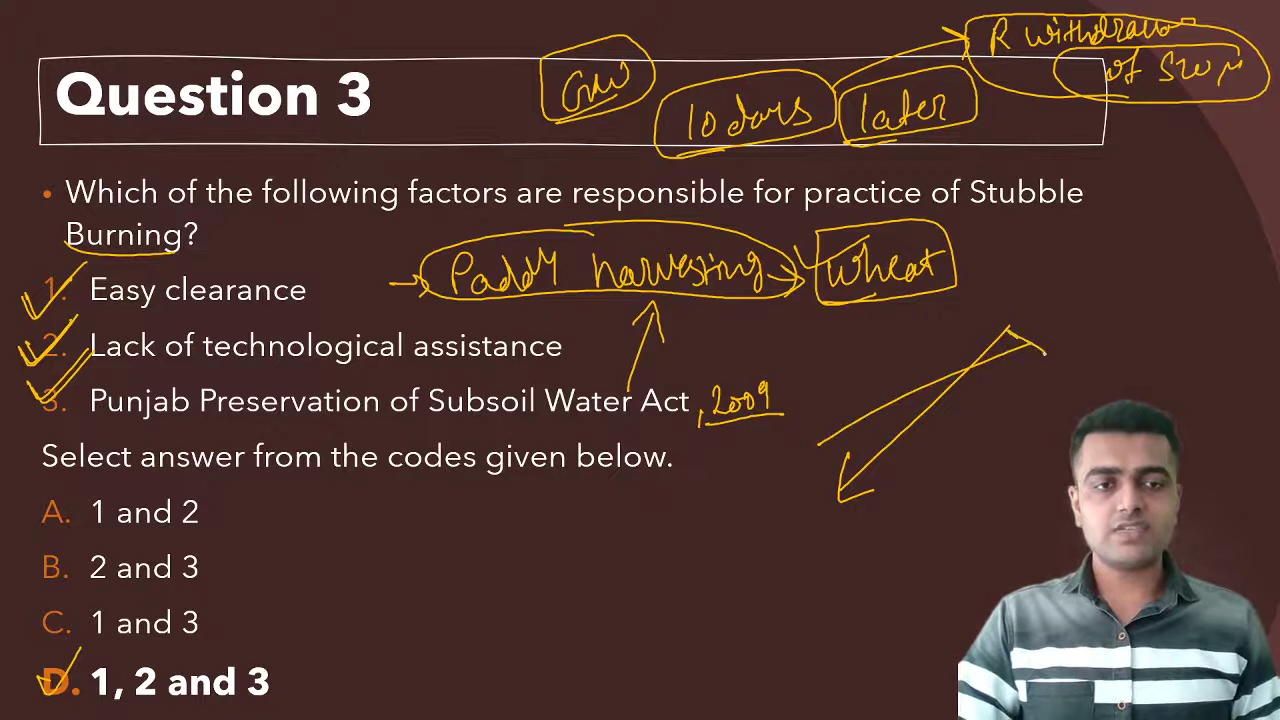 R withdrawal
of SWM
GW
10 days later
Question 3
• Which of the following factors are responsible for practice of Stubble
Burning?
Paddy harvesting
Wheat
1. Easy clearance
2. Lack of technological assistance
3. Punjab Preservation of Subsoil Water Act , 2009
Select answer from the codes given below.
A. 1 and 2
B. 2 and 3
C. 1 and 3
D. 1, 2 and 3